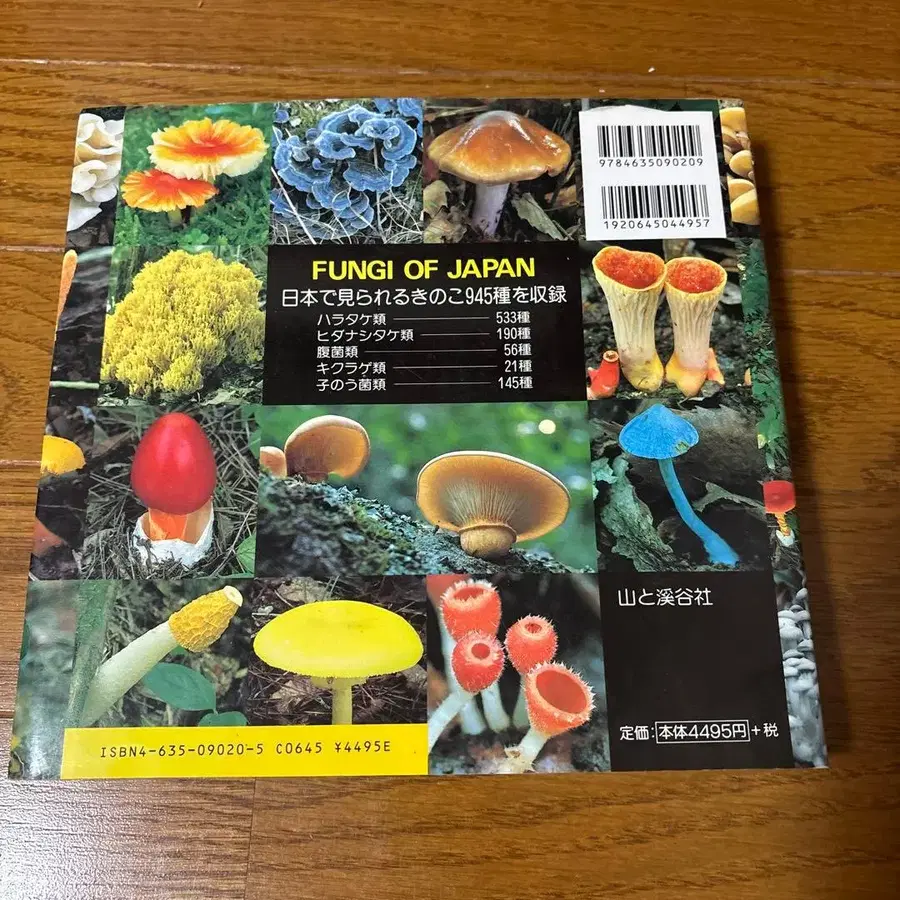 9784635090209
1920645044957
FUNGI OF JAPAN
日本で見られるきのこ945種を収録
ハラタケ類 533種
ヒダナシタケ類 190種
腹菌類 56種
キクラゲ類 21種
子のう菌類 145種
山と溪谷社
ISBN4-635-09020-5 C0645 ¥4495E
定価:本体4495円+税